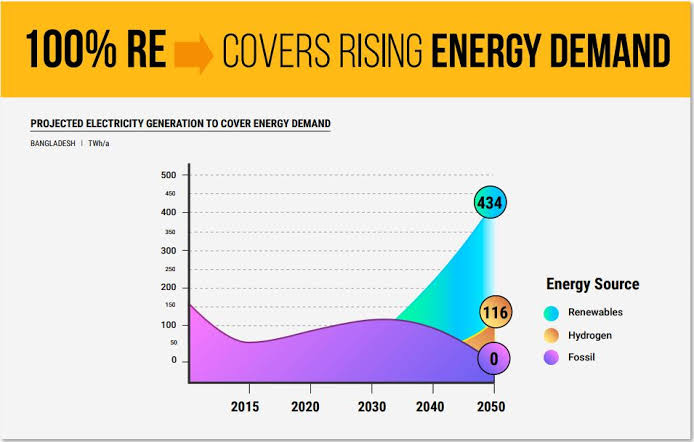 100% RE COVERS RISING ENERGY DEMAND
PROJECTED ELECTRICITY GENERATION TO COVER ENERGY DEMAND
BANGLADESH | TWh/a
500
450
400
350
300
250
200
150
100
50
0
434
116
0
2015 2020 2030 2040 2050
Energy Source
Renewables
Hydrogen
Fossil